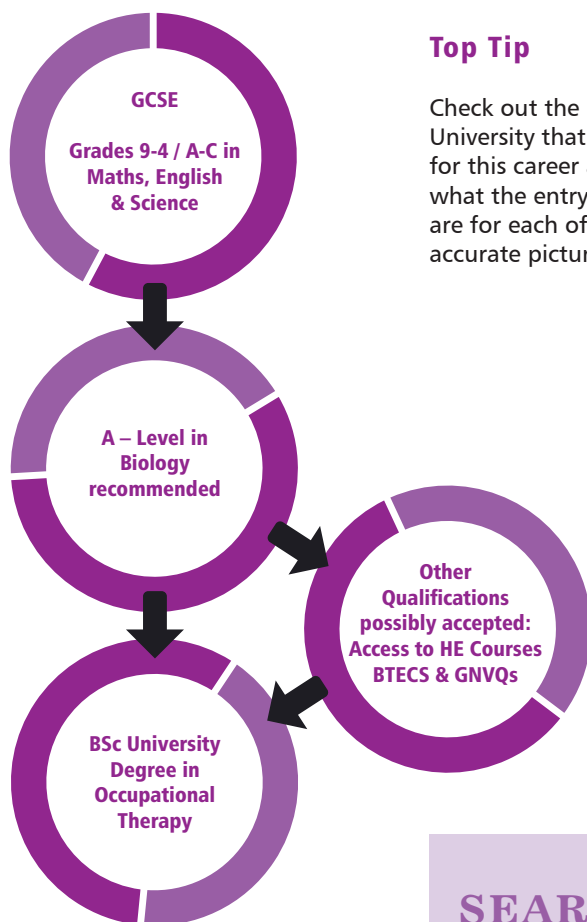 GCSE
Grades 9-4 / A-C in
Maths, English
& Science
Top Tip
Check out the
University that
for this career
what the entry
are for each of
accurate
A – Level in
Biology
recommended
Other
Qualifications
possibly accepted:
Access to HE Courses
BTECS & GNVQs
BSc University
Degree in
Occupational
Therapy
SEAR